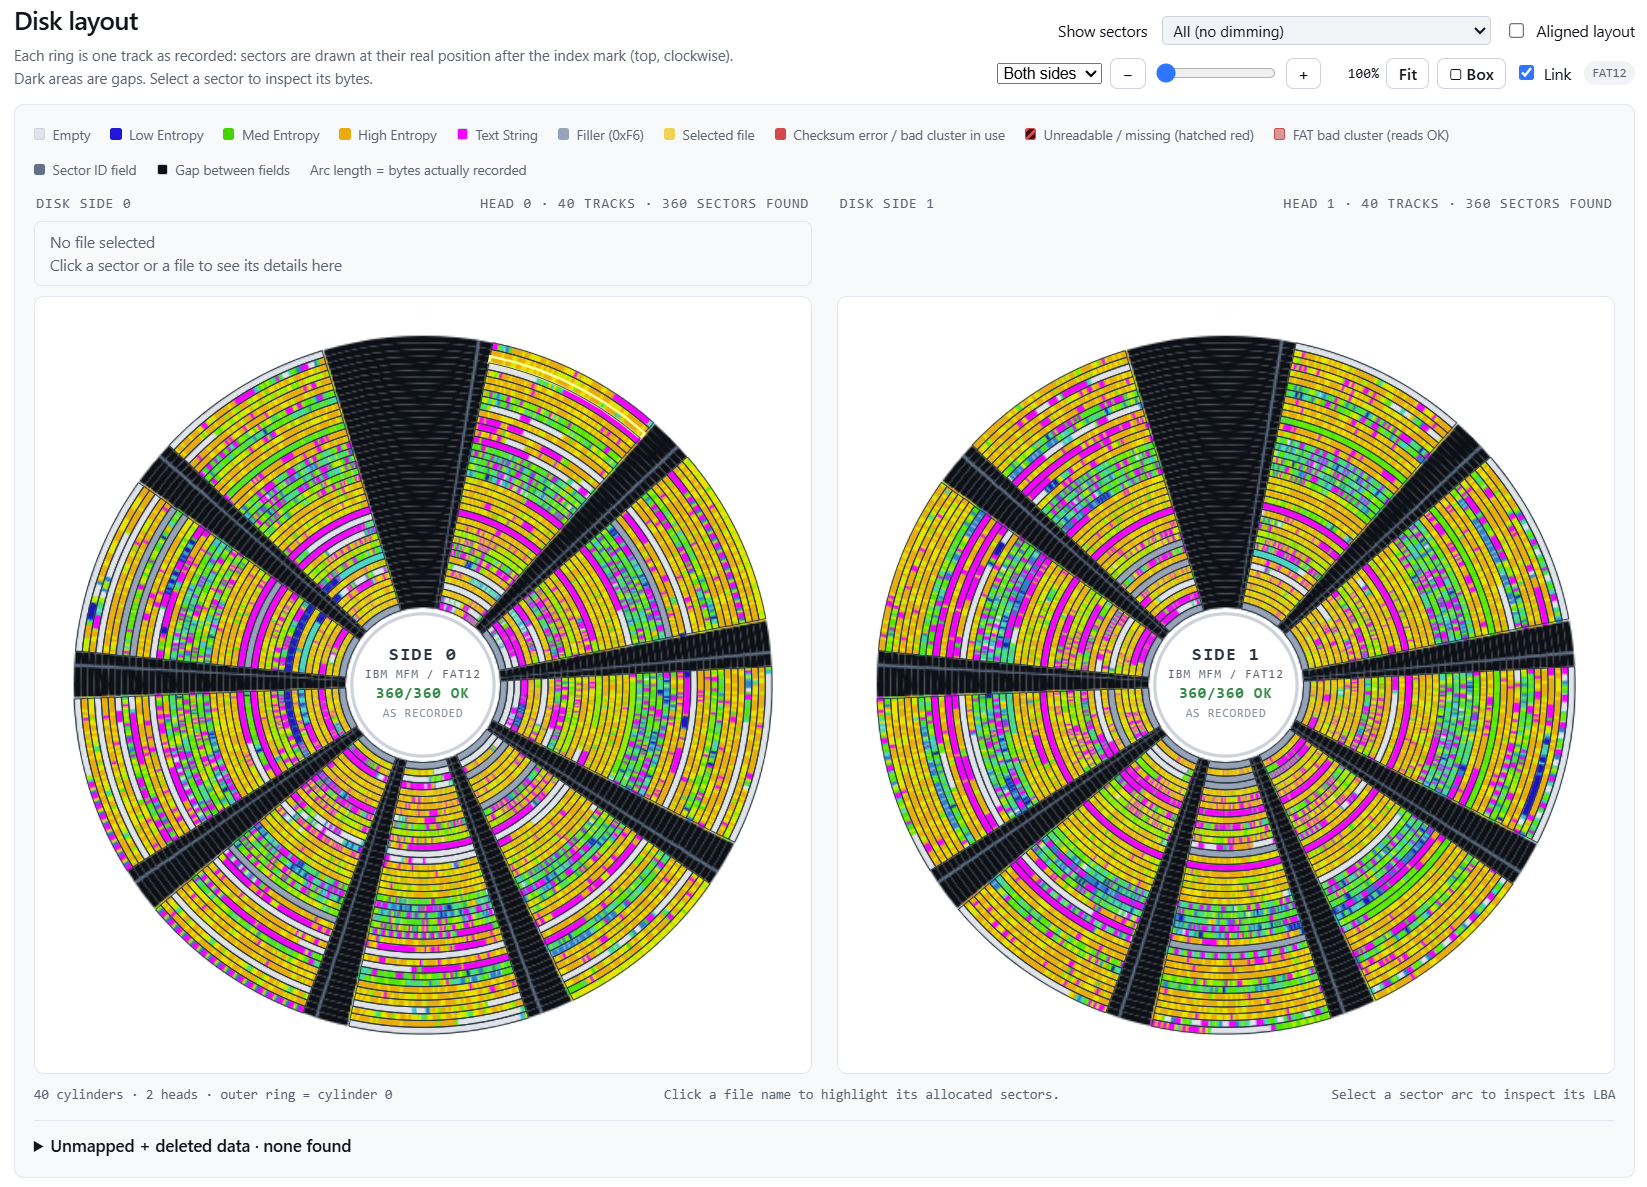 Disk layout
Each ring is one track as recorded: sectors are drawn at their real position after the index mark (top, clockwise).
Dark areas are gaps. Select a sector to inspect its bytes.
Show sectors All (no dimming) Aligned layout
Both sides − + 100% Fit Box Link FAT12
Empty Low Entropy Med Entropy High Entropy Text String Filler (0xF6) Selected file Checksum error / bad cluster in use Unreadable / missing (hatched red) FAT bad cluster (reads OK)
Sector ID field Gap between fields Arc length = bytes actually recorded
DISK SIDE 0 HEAD 0 · 40 TRACKS · 360 SECTORS FOUND
DISK SIDE 1 HEAD 1 · 40 TRACKS · 360 SECTORS FOUND
No file selected
Click a sector or a file to see its details here
SIDE 0
IBM MFM / FAT12
360/360 OK
AS RECORDED
SIDE 1
IBM MFM / FAT12
360/360 OK
AS RECORDED
40 cylinders · 2 heads · outer ring = cylinder 0
Click a file name to highlight its allocated sectors.
Select a sector arc to inspect its LBA
Unmapped + deleted data · none found